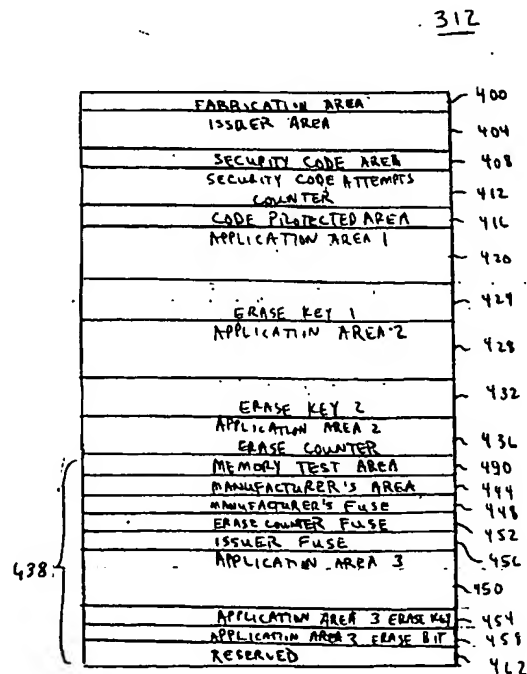 312
FABRICATION AREA 400
ISSUER AREA 404
SECURITY CODE AREA 408
SECURITY CODE ATTEMPTS
COUNTER 412
CODE PROTECTED AREA 416
APPLICATION AREA 1 420
ERASE KEY 1 424
APPLICATION AREA 2 428
ERASE KEY 2 432
APPLICATION AREA 2
ERASE COUNTER 436
MEMORY TEST AREA 490
MANUFACTURER'S AREA 444
MANUFACTURER'S FUSE 448
ERASE COUNTER FUSE 452
ISSUER FUSE 456
438
APPLICATION AREA 3 450
APPLICATION AREA 3 ERASE KEY 454
APPLICATION AREA 3 ERASE BIT 458
RESERVED 462